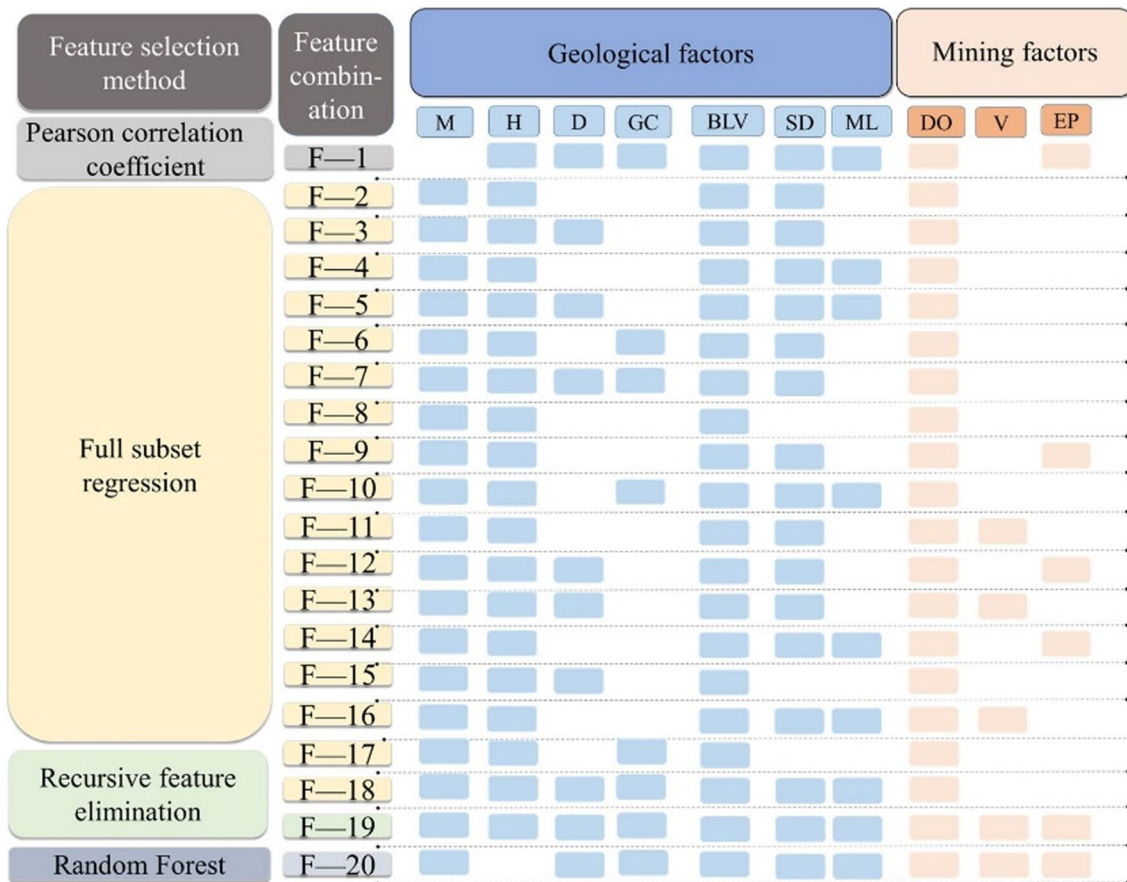 Feature selection
method
Feature
combin-
ation
Geological factors
Mining factors
M H D GC BLV SD ML DO V EP
Pearson correlation
coefficient
F—1
F—2
F—3
F—4
F—5
F—6
F—7
F—8
Full subset
regression
F—9
F—10
F—11
F—12
F—13
F—14
F—15
F—16
F—17
Recursive feature
elimination
F—18
F—19
Random Forest
F—20